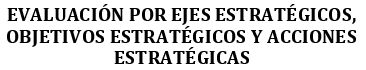 EVALUACIÓN POR EJES ESTRATÉGICOS,
OBJETIVOS ESTRATÉGICOS Y ACCIONES
ESTRATÉGICAS